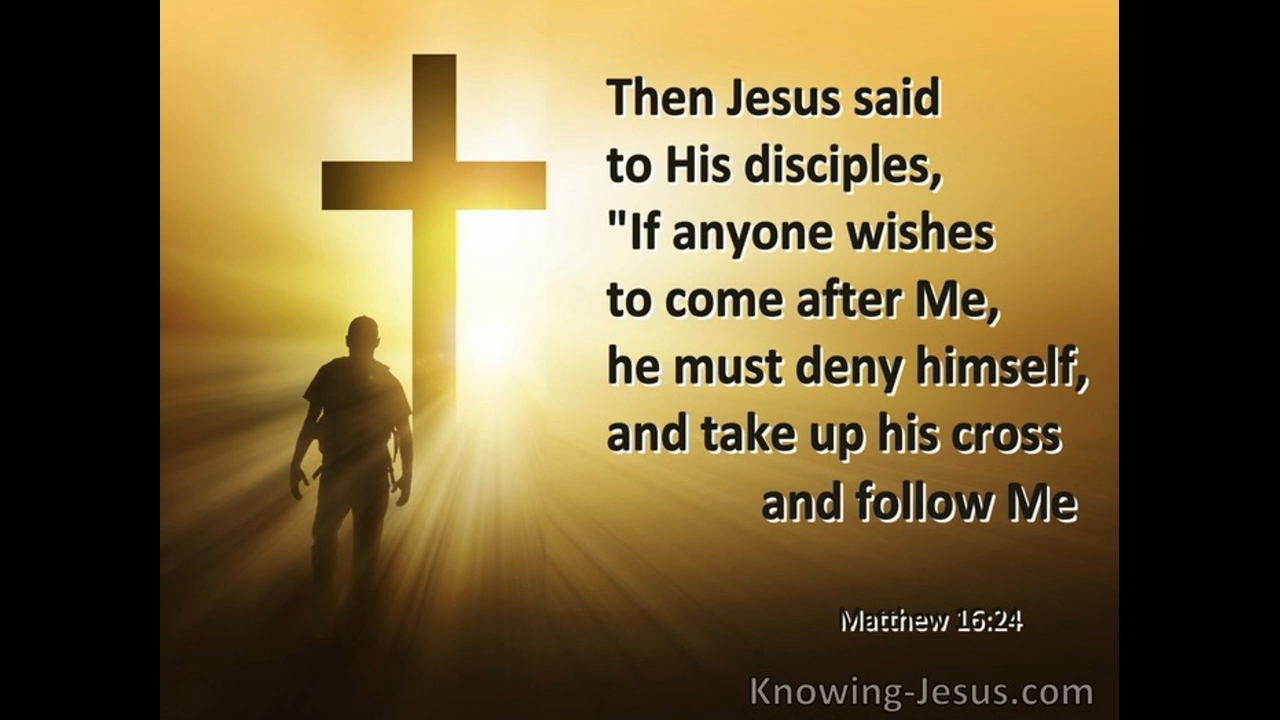 Then Jesus said
to His disciples,
"If anyone wishes
to come after Me,
he must deny himself,
and take up his cross
and follow Me
Matthew 16:24
Knowing-Jesus.com